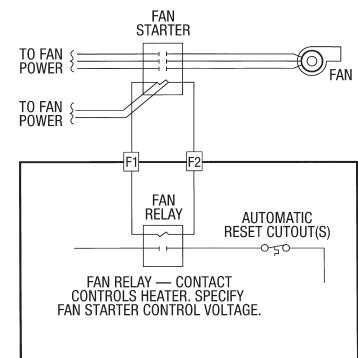 FAN
STARTER
TO FAN
POWER
FAN
TO FAN
POWER
F1
F2
FAN
RELAY
AUTOMATIC
RESET CUTOUT(S)
FAN RELAY — CONTACT
CONTROLS HEATER. SPECIFY
FAN STARTER CONTROL VOLTAGE.